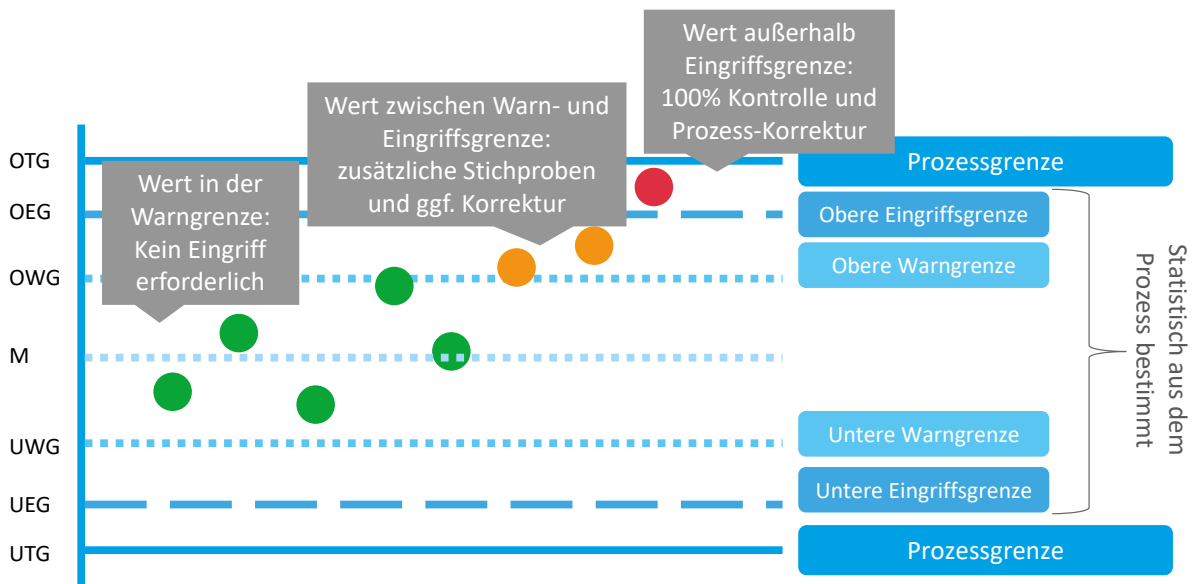 Wert außerhalb
Eingriffsgrenze:
100% Kontrolle und
Prozess-Korrektur
Wert zwischen Warn- und
Eingriffsgrenze:
zusätzliche Stichproben
und ggf. Korrektur
Wert in der
Warngrenze:
Kein Eingriff
erforderlich
OTG
OEG
OWG
M
UWG
UEG
UTG
Prozessgrenze
Obere Eingriffsgrenze
Obere Warngrenze
Untere Warngrenze
Untere Eingriffsgrenze
Prozessgrenze
Statistisch aus dem
Prozess bestimmt